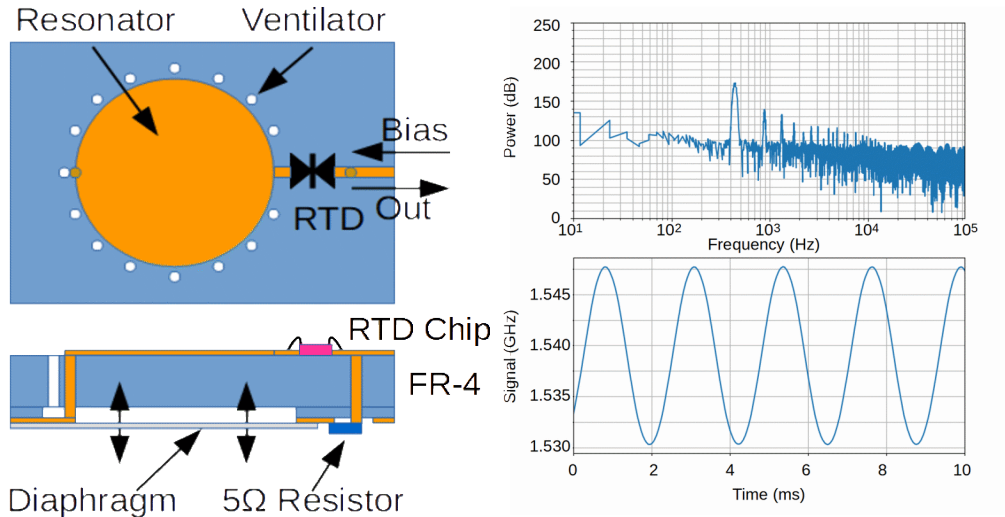 Resonator
Ventilator
Bias
Out
RTD
RTD Chip
FR-4
Diaphragm
5Ω Resistor
250
200
150
100
50
0
Power (dB)
10¹ 10² 10³ 10⁴ 10⁵
Frequency (Hz)
1.545
1.540
1.535
1.530
Signal (GHz)
0 2 4 6 8 10
Time (ms)